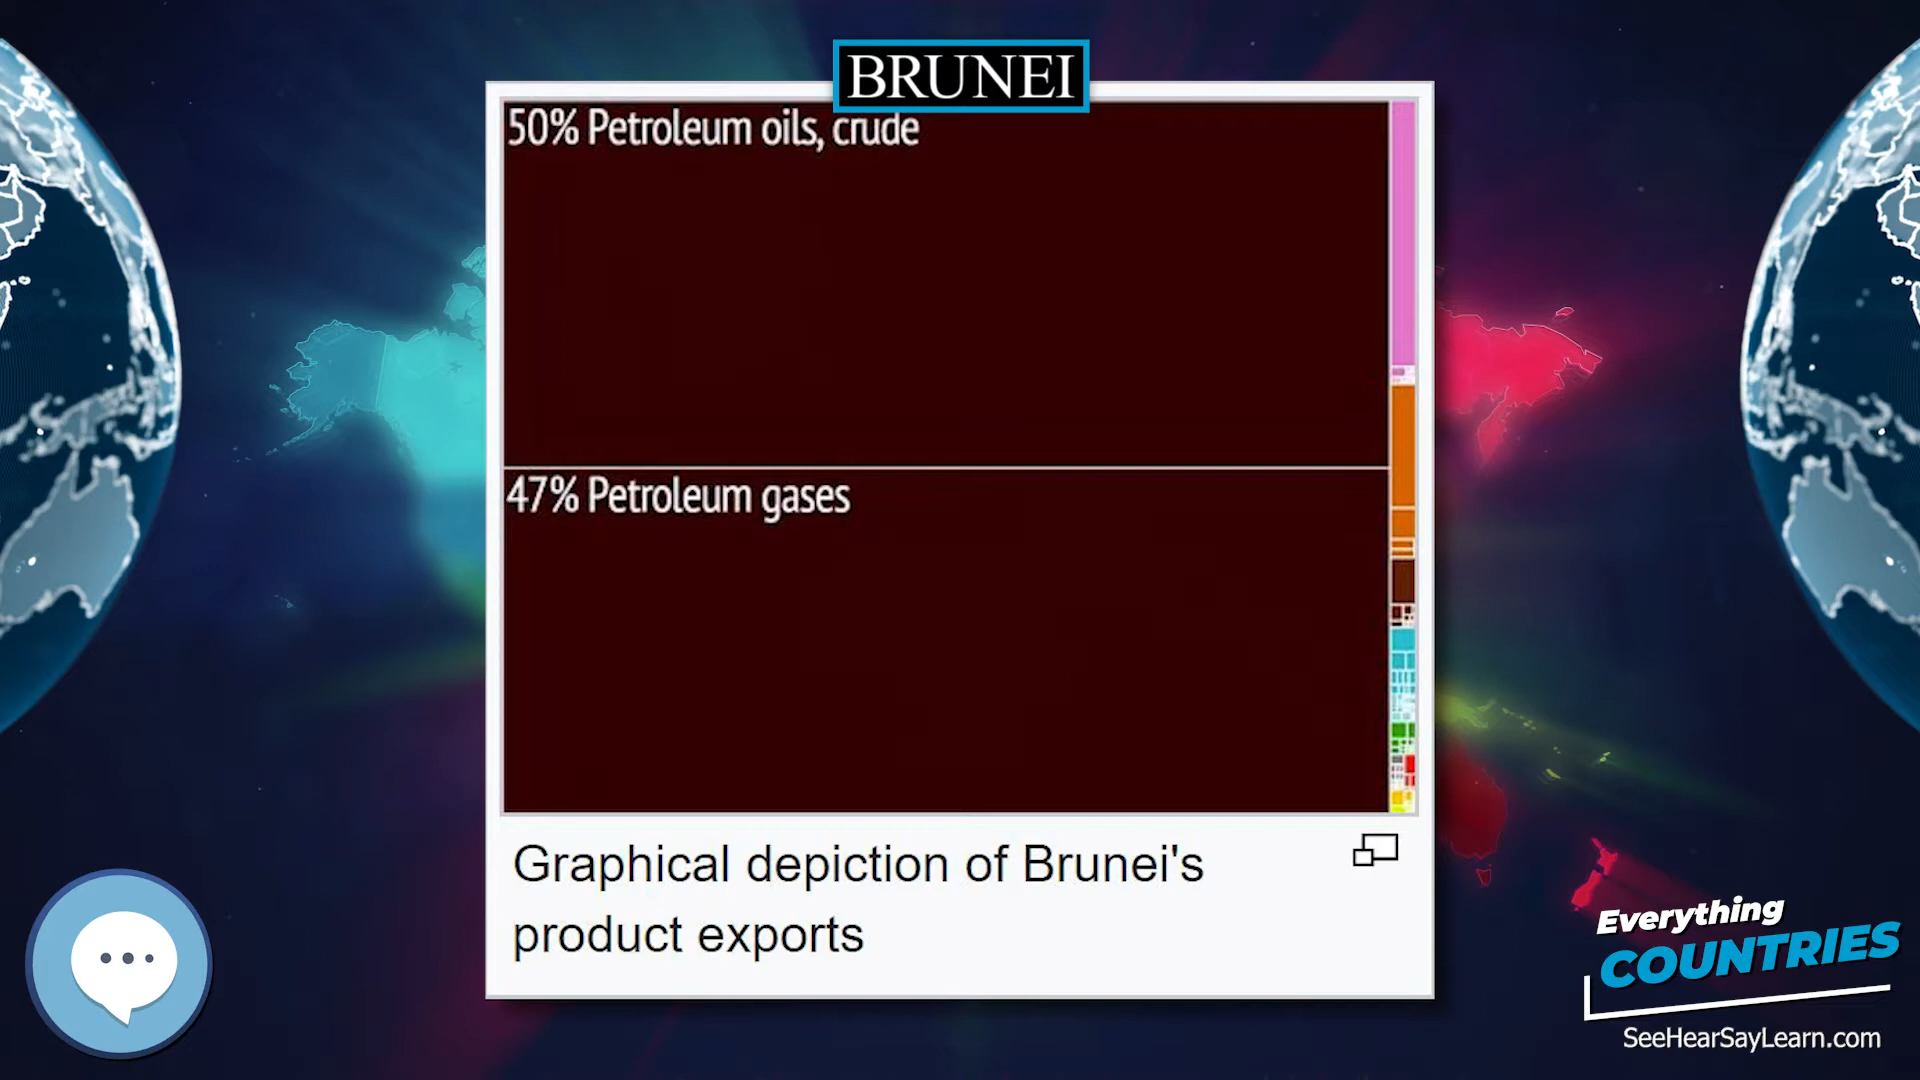 BRUNEI
50% Petroleum oils, crude
47% Petroleum gases
Graphical depiction of Brunei's
product exports
Everything
COUNTRIES
SeeHearSayLearn.com